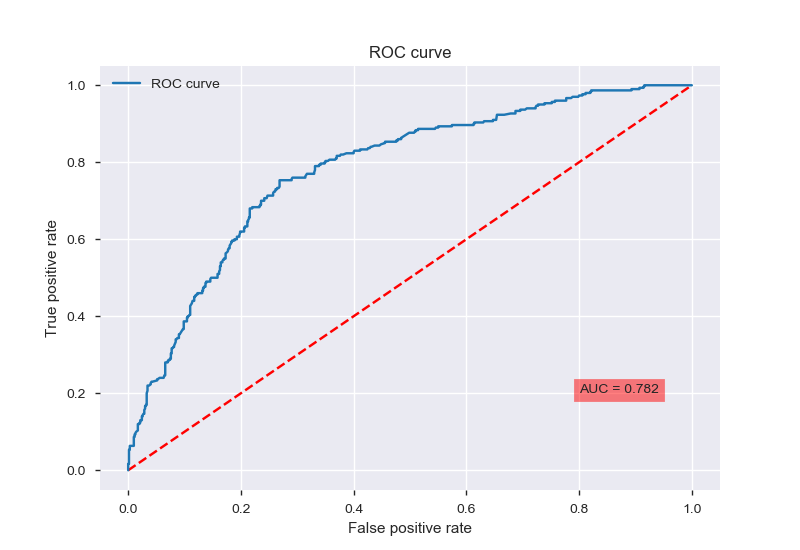 ROC curve
ROC curve
1.0
0.8
0.6
0.4
0.2
0.0
True positive rate
AUC = 0.782
0.0 0.2 0.4 0.6 0.8 1.0
False positive rate